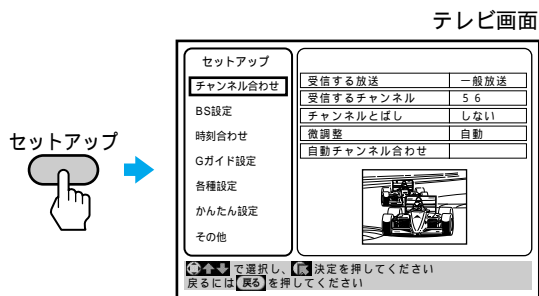 テレビ画面
セットアップ
セットアップ
チャンネル合わせ
BS設定
時刻合わせ
Gガイド設定
各種設定
かんたん設定
その他
受信する放送 一般放送
受信するチャンネル 56
チャンネルとばし しない
微調整 自動
自動チャンネル合わせ
で選択し、 決定を押してください
戻るには 戻る を押してください